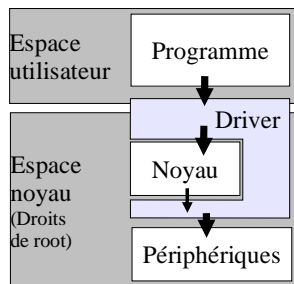 Espace
utilisateur
Programme
Driver
Espace
noyau
(Droits
de root)
Noyau
Périphériques